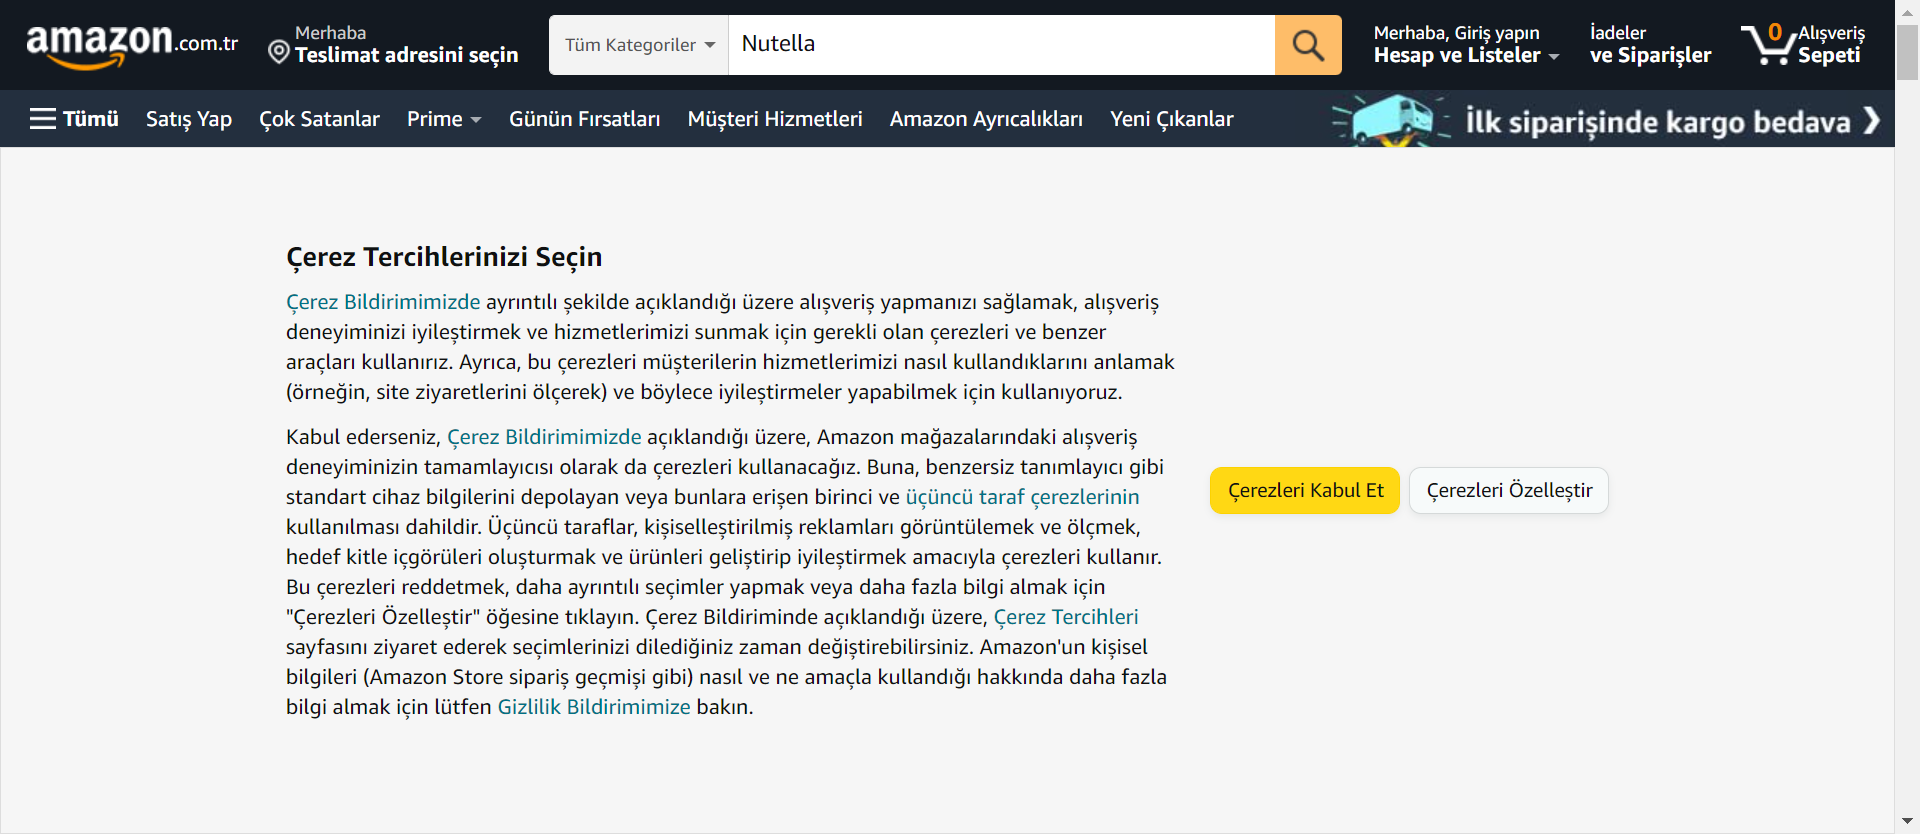 amazon.com.tr
Merhaba
Teslimat adresini seçin
Tüm Kategoriler
Nutella
Merhaba, Giriş yapın
Hesap ve Listeler
İadeler
ve Siparişler
0
Alışveriş
Sepeti
Tümü
Satış Yap
Çok Satanlar
Prime
Günün Fırsatları
Müşteri Hizmetleri
Amazon Ayrıcalıkları
Yeni Çıkanlar
İlk siparişinde kargo bedava
Çerez Tercihlerinizi Seçin
Çerez Bildirimimizde ayrıntılı şekilde açıklandığı üzere alışveriş yapmanızı sağlamak, alışveriş
deneyiminizi iyileştirmek ve hizmetlerimizi sunmak için gerekli olan çerezleri ve benzer
araçları kullanırız. Ayrıca, bu çerezleri müşterilerin hizmetlerimizi nasıl kullandıklarını anlamak
(örneğin, site ziyaretlerini ölçerek) ve böylece iyileştirmeler yapabilmek için kullanıyoruz.
Kabul ederseniz, Çerez Bildirimimizde açıklandığı üzere, Amazon mağazalarındaki alışveriş
deneyiminizin tamamlayıcısı olarak da çerezleri kullanacağız. Buna, benzersiz tanımlayıcı gibi
standart cihaz bilgilerini depolayan veya bunlara erişen birinci ve üçüncü taraf çerezlerinin
kullanılması dahildir. Üçüncü taraflar, kişiselleştirilmiş reklamları görüntülemek ve ölçmek,
hedef kitle içgörüleri oluşturmak ve ürünleri geliştirip iyileştirmek amacıyla çerezleri kullanır.
Bu çerezleri reddetmek, daha ayrıntılı seçimler yapmak veya daha fazla bilgi almak için
"Çerezleri Özelleştir" öğesine tıklayın. Çerez Bildiriminde açıklandığı üzere, Çerez Tercihleri
sayfasını ziyaret ederek seçimlerinizi dilediğiniz zaman değiştirebilirsiniz. Amazon'un kişisel
bilgileri (Amazon Store sipariş geçmişi gibi) nasıl ve ne amaçla kullandığı hakkında daha fazla
bilgi almak için lütfen Gizlilik Bildirimimize bakın.
Çerezleri Kabul Et
Çerezleri Özelleştir